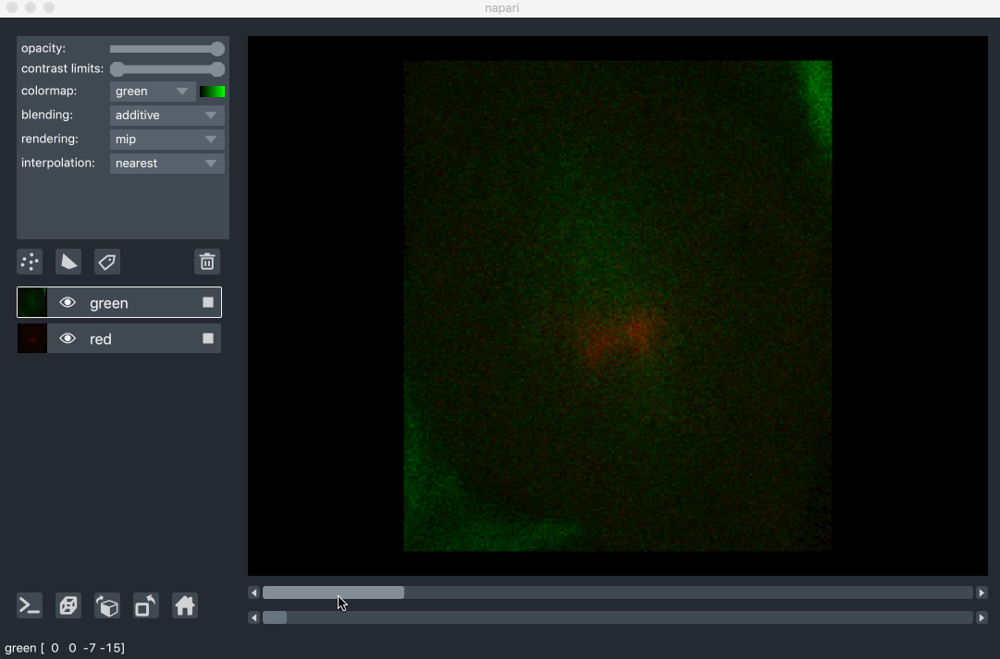 napari
opacity:
contrast limits:
colormap: green
blending: additive
rendering: mip
interpolation: nearest
green
red
green [ 0 0 -7 -15]